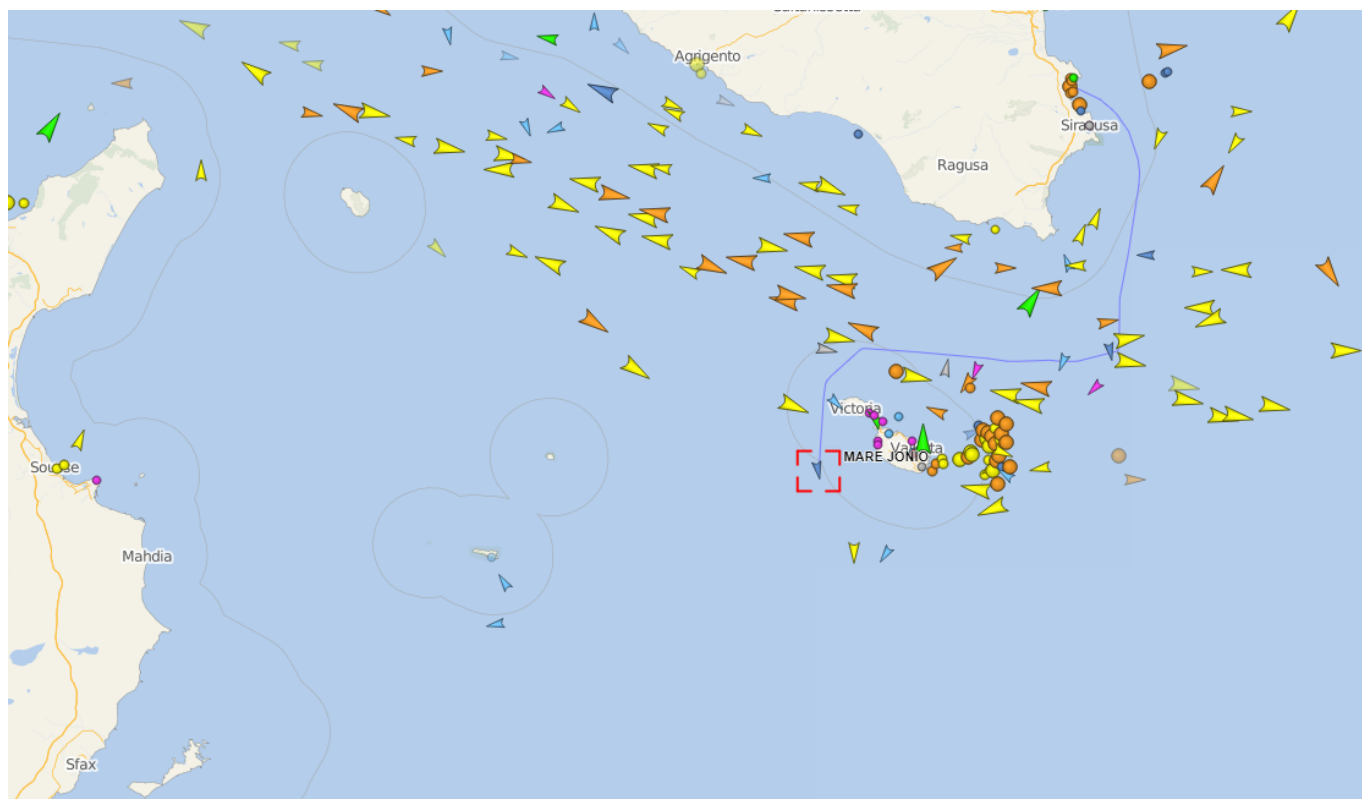 Agrigento
Siracusa
Ragusa
Victoria
MARE JONIO
Sousse
Mahdia
Sfax